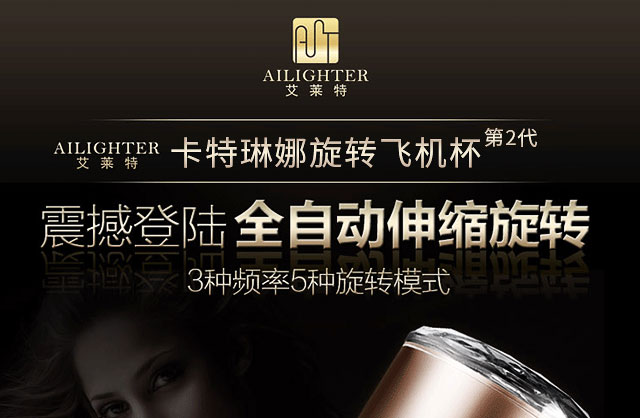 AILIGHTER
艾莱特
AILIGHTER
艾莱特
卡特琳娜旋转飞机杯第2代
震撼登陆 全自动伸缩旋转
3种频率5种旋转模式